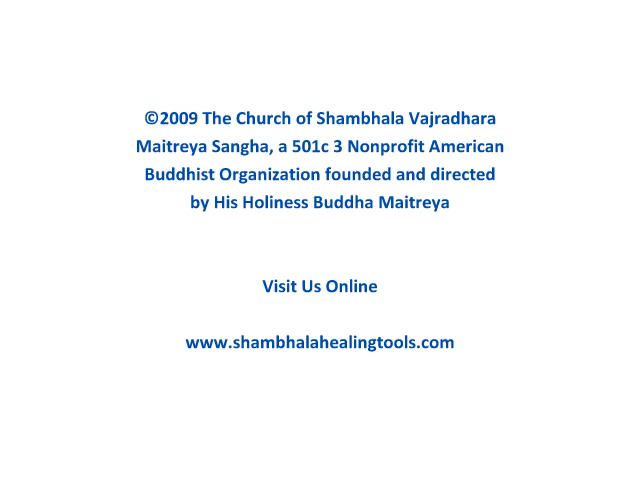 ©2009 The Church of Shambhala Vajradhara
Maitreya Sangha, a 501c 3 Nonprofit American
Buddhist Organization founded and directed
by His Holiness Buddha Maitreya
Visit Us Online
www.shambhalahealingtools.com